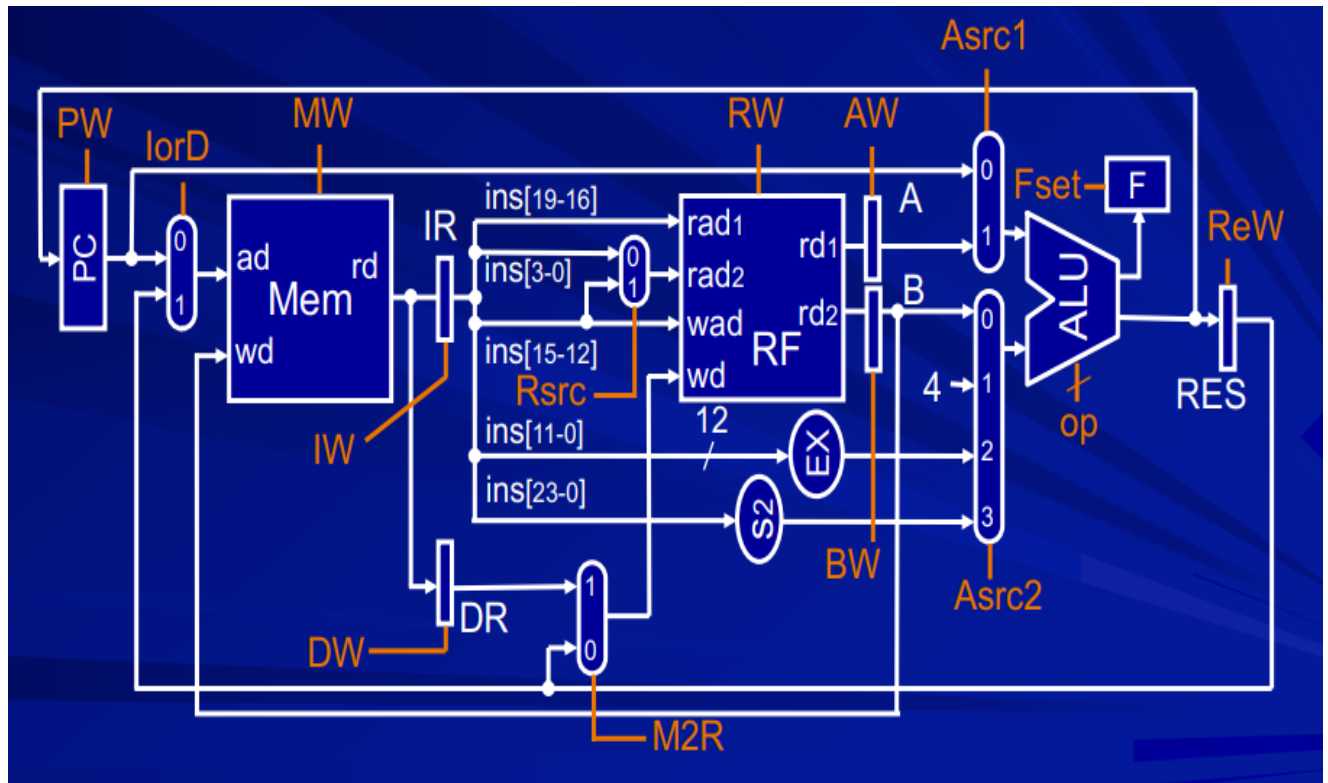 Asrc1
PW
MW
RW
AW
IorD
Fset
F
ReW
PC
0
1
ad
rd
Mem
wd
IR
ins[19-16]
ins[3-0]
ins[15-12]
0
1
Rsrc
rad1
rad2
wad
wd
rd1
rd2
RF
A
B
0
1
0
1
2
3
4
ALU
op
RES
IW
ins[11-0]
12
EX
ins[23-0]
S2
BW
Asrc2
DW
DR
1
0
M2R